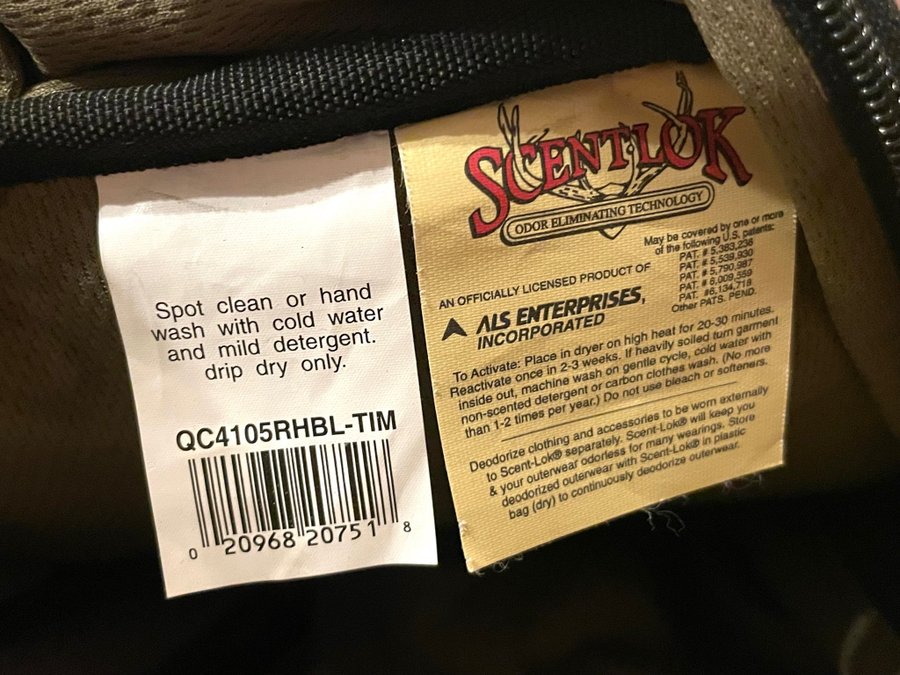 Spot clean or hand
wash with cold water
and mild detergent.
drip dry only.
QC4105RHBL-TIM
0 20968 20751 8
SCENT-LOK
ODOR ELIMINATING TECHNOLOGY
May be covered by one or more
of the following U.S. patents:
PAT. # 5,383,236
PAT. # 5,539,930
PAT. # 5,790,987
PAT. # 6,009,559
PAT. #6,134,718
Other PATS. PEND.
AN OFFICIALLY LICENSED PRODUCT OF
ALS ENTERPRISES,
INCORPORATED
To Activate: Place in dryer on high heat for 20-30 minutes.
Reactivate once in 2-3 weeks. If heavily soiled turn garment
inside out, machine wash on gentle cycle, cold water with
non-scented detergent or carbon clothes wash. (No more
than 1-2 times per year.) Do not use bleach or softeners.
Deodorize clothing and accessories to be worn externally
to Scent-Lok® separately. Scent-Lok® will keep you
& your outerwear odorless for many wearings. Store
deodorized outerwear with Scent-Lok® in plastic
bag (dry) to continuously deodorize outerwear.